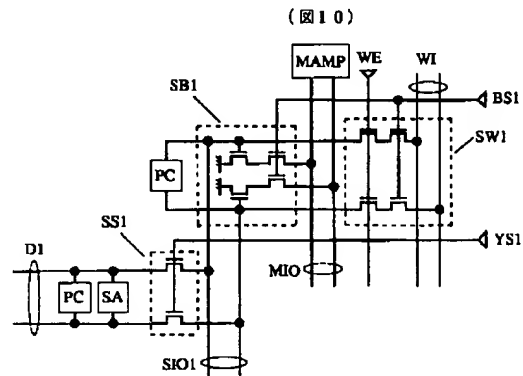 (図10)
MAMP WE WI
SB1
BS1
SW1
PC
SS1
D1
YS1
PC SA
MIO
SIO1